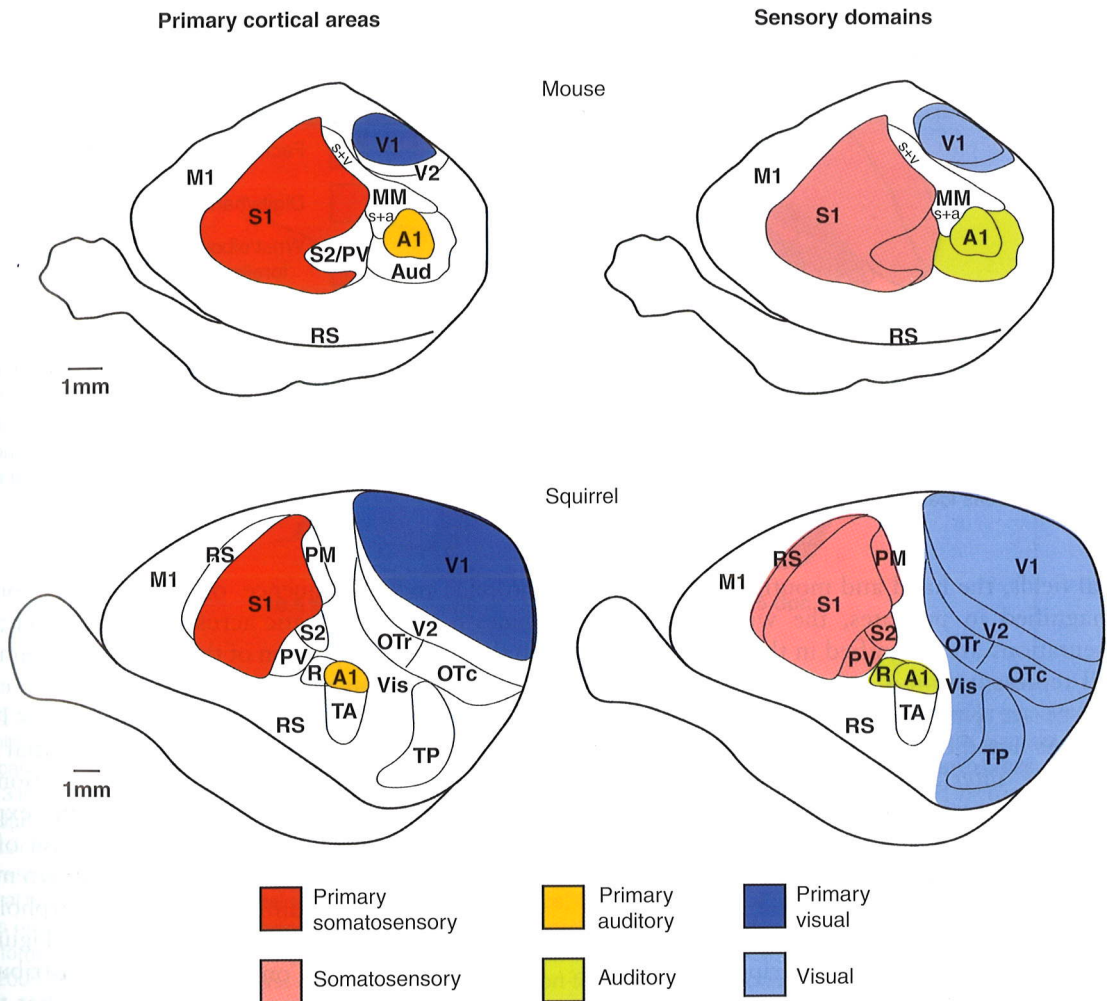 Primary cortical areas
Sensory domains
Mouse
M1
S1
s+v
V1
V2
MM
s+a
A1
S2/PV
Aud
RS
1mm
M1
S1
s+v
V1
MM
s+a
A1
RS
Squirrel
RS
PM
M1
S1
V1
S2
V2
OTr
PV
R
A1
Vis
OTc
TA
RS
TP
1mm
RS
PM
M1
S1
V1
S2
V2
OTr
PV
R
A1
Vis
OTc
TA
RS
TP
Primary
somatosensory
Primary
auditory
Primary
visual
Somatosensory
Auditory
Visual